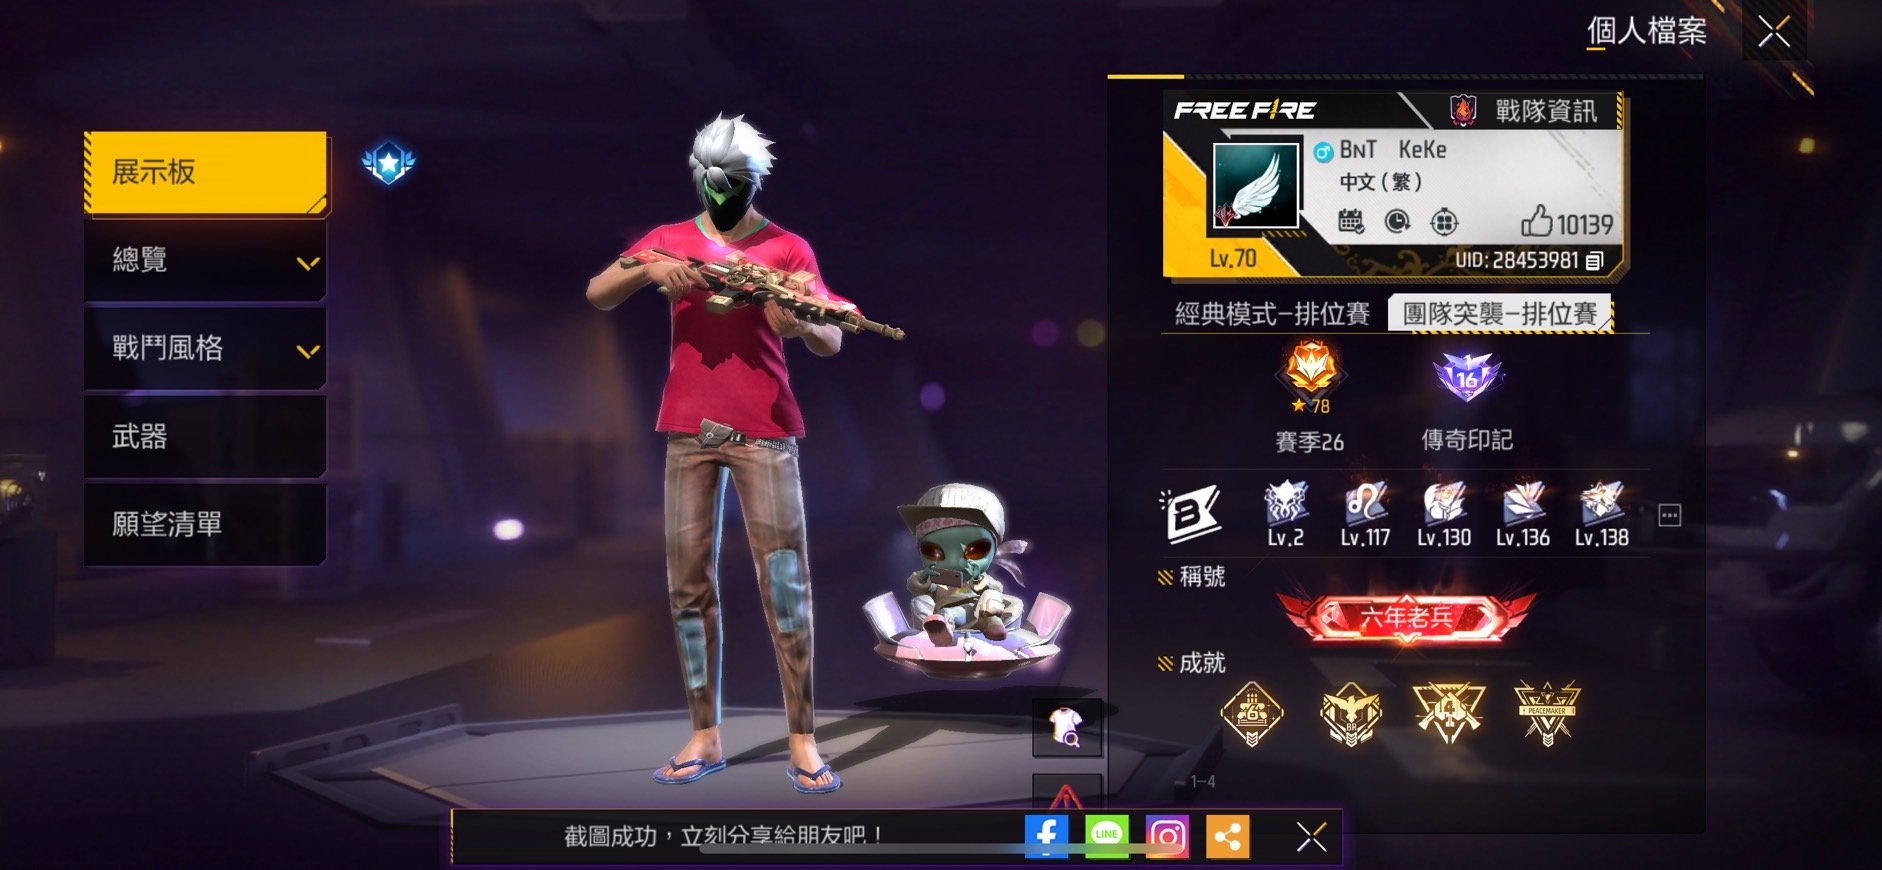 個人檔案
展示板
總覽
戰鬥風格
武器
願望清單
FREE FIRE
戰隊資訊
BNT KeKe
中文(繁)
10139
Lv.70
UID: 28453981
經典模式-排位賽
團隊突襲-排位賽
78
16
賽季26
傳奇印記
B
Lv.2
Lv.117
Lv.130
Lv.136
Lv.138
稱號
六年老兵
成就
6
BR
4
PEACEMAKER
1-4
截圖成功,立刻分享給朋友吧!
LINE